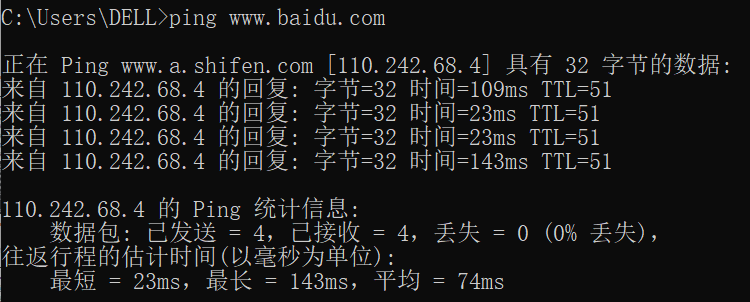 C:\Users\DELL>ping www.baidu.com
正在 Ping www.a.shifen.com [110.242.68.4] 具有 32 字节的数据:
来自 110.242.68.4 的回复: 字节=32 时间=109ms TTL=51
来自 110.242.68.4 的回复: 字节=32 时间=23ms TTL=51
来自 110.242.68.4 的回复: 字节=32 时间=23ms TTL=51
来自 110.242.68.4 的回复: 字节=32 时间=143ms TTL=51
110.242.68.4 的 Ping 统计信息:
数据包: 已发送 = 4，已接收 = 4，丢失 = 0 (0% 丢失)，
往返行程的估计时间(以毫秒为单位):
最短 = 23ms，最长 = 143ms，平均 = 74ms